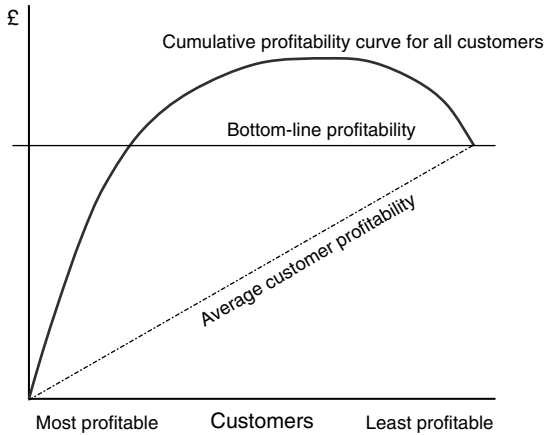 £
Cumulative profitability curve for all customers
Bottom-line profitability
Average customer profitability
Most profitable Customers Least profitable